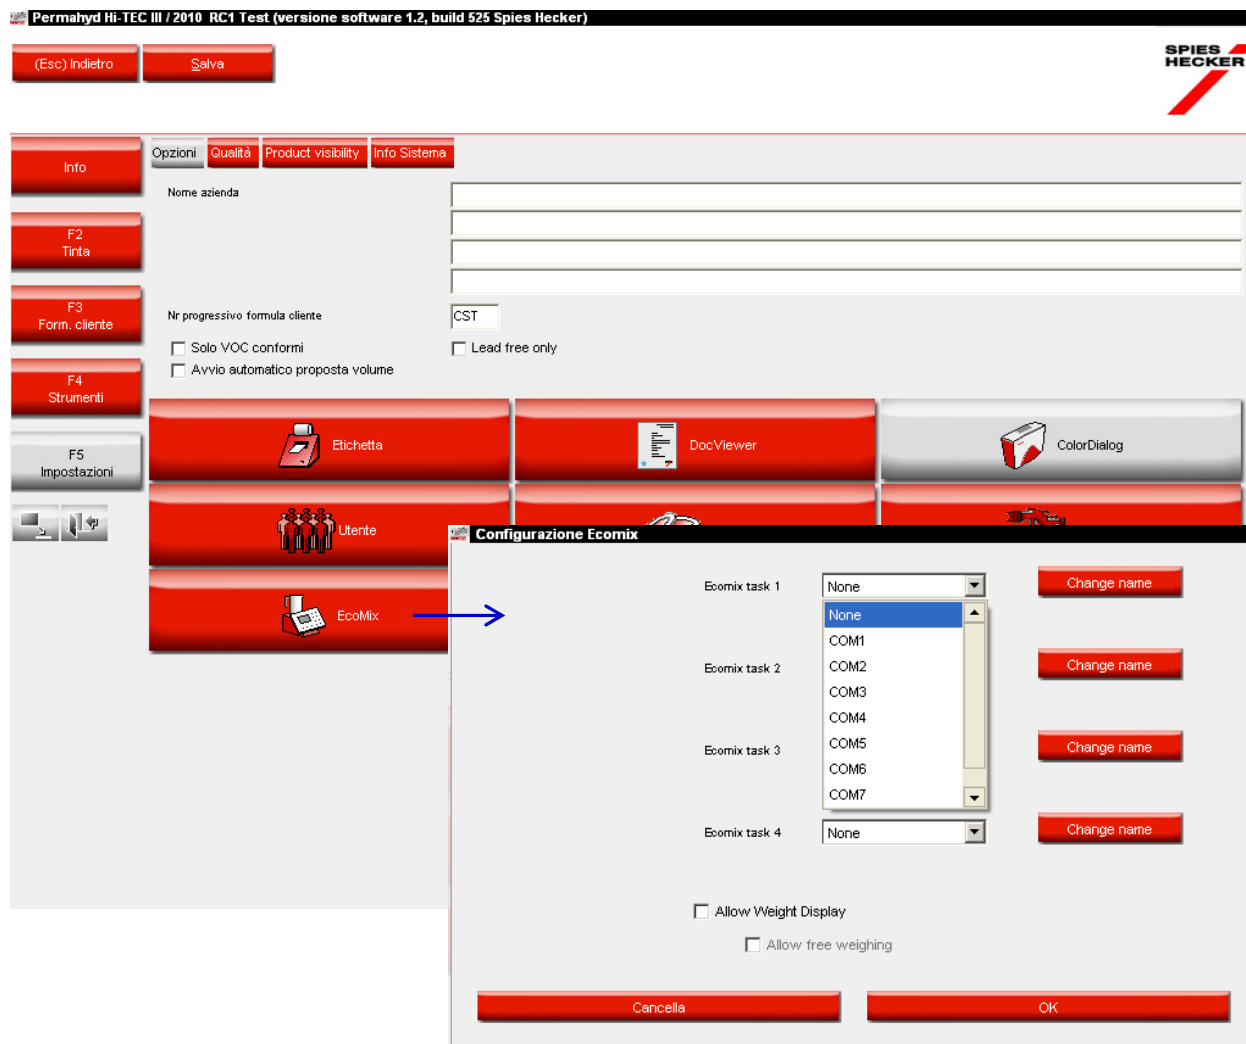 Permahyd Hi-TEC III / 2010 RC1 Test (versione software 1.2, build 525 Spies Hecker)
(Esc) Indietro
Salva
SPIES
HECKER
Info
Opzioni
Qualità
Product visibility
Info Sistema
Nome azienda
F2
Tinta
F3
Form. cliente
Nr progressivo formula cliente
CST
Solo VOC conformi
Lead free only
Avvio automatico proposta volume
F4
Strumenti
Etichetta
DocViewer
ColorDialog
F5
Impostazioni
Utente
Configurazione Ecomix
EcoMix
Ecomix task 1
None
Change name
None
COM1
COM2
COM3
COM4
COM5
COM6
COM7
Ecomix task 2
Change name
Ecomix task 3
Change name
Ecomix task 4
None
Change name
Allow Weight Display
Allow free weighing
Cancella
OK